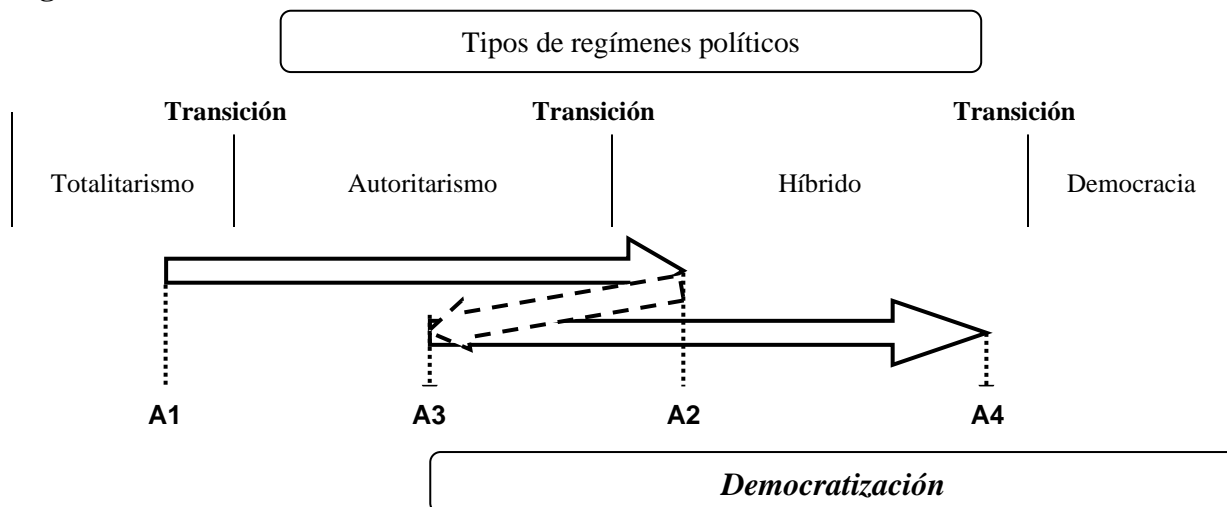 Tipos de regímenes políticos
Transición Transición Transición
Totalitarismo Autoritarismo Híbrido Democracia
A1 A3 A2 A4
Democratización